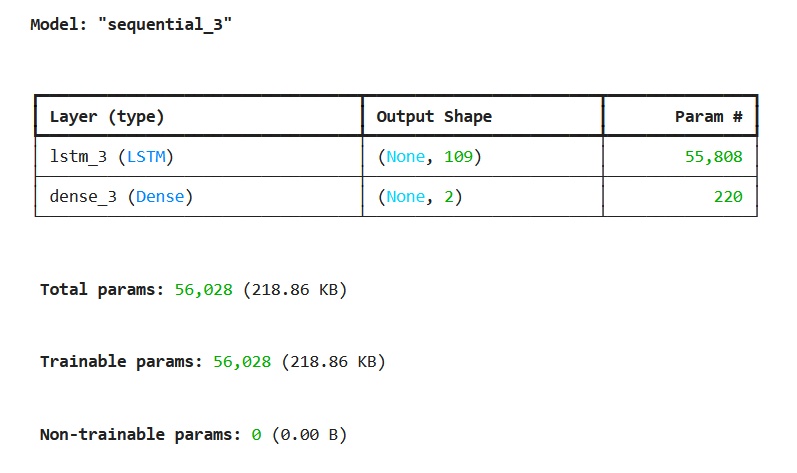 Model: "sequential_3"
Layer (type) Output Shape Param #
lstm_3 (LSTM) (None, 109) 55,808
dense_3 (Dense) (None, 2) 220
Total params: 56,028 (218.86 KB)
Trainable params: 56,028 (218.86 KB)
Non-trainable params: 0 (0.00 B)